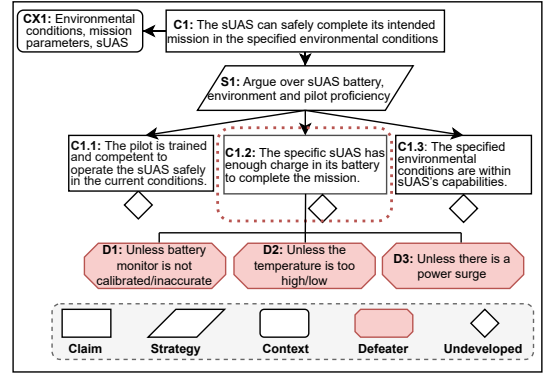 CX1: Environmental
conditions, mission
parameters, sUAS
C1: The sUAS can safely complete its intended
mission in the specified environmental conditions
S1: Argue over sUAS battery,
environment and pilot proficiency
C1.1: The pilot is trained
and competent to
operate the sUAS safely
in the current conditions.
C1.2: The specific sUAS has
enough charge in its battery
to complete the mission.
C1.3: The specified
environmental
conditions are within
sUAS's capabilities.
D1: Unless battery
monitor is not
calibrated/inaccurate
D2: Unless the
temperature is too
high/low
D3: Unless there is a
power surge
Claim
Strategy
Context
Defeater
Undeveloped